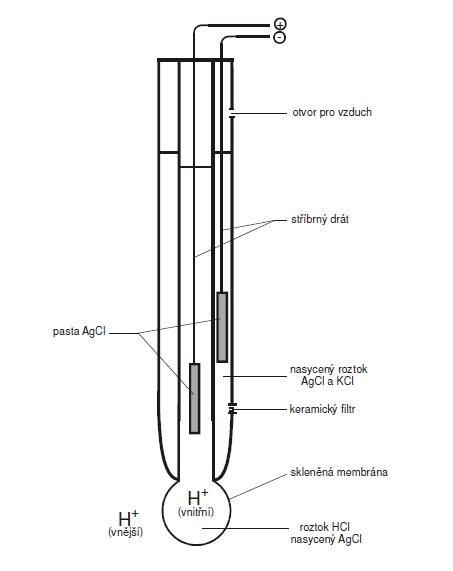 +
-
otvor pro vzduch
stříbrný drát
pasta AgCl
nasycený roztok
AgCl a KCl
keramický filtr
skleněná membrána
H+
(vnitřní)
H+
(vnější)
roztok HCl
nasycený AgCl